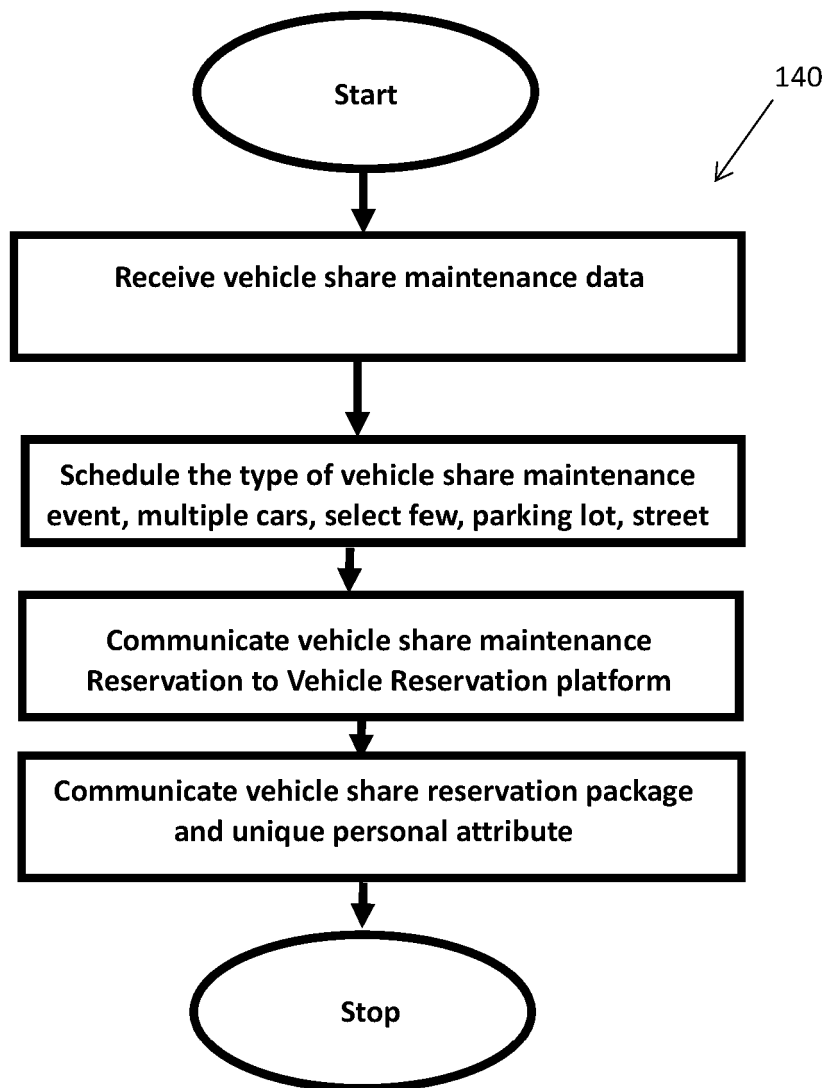 Start
140
Receive vehicle share maintenance data
Schedule the type of vehicle share maintenance
event, multiple cars, select few, parking lot, street
Communicate vehicle share maintenance
Reservation to Vehicle Reservation platform
Communicate vehicle share reservation package
and unique personal attribute
Stop